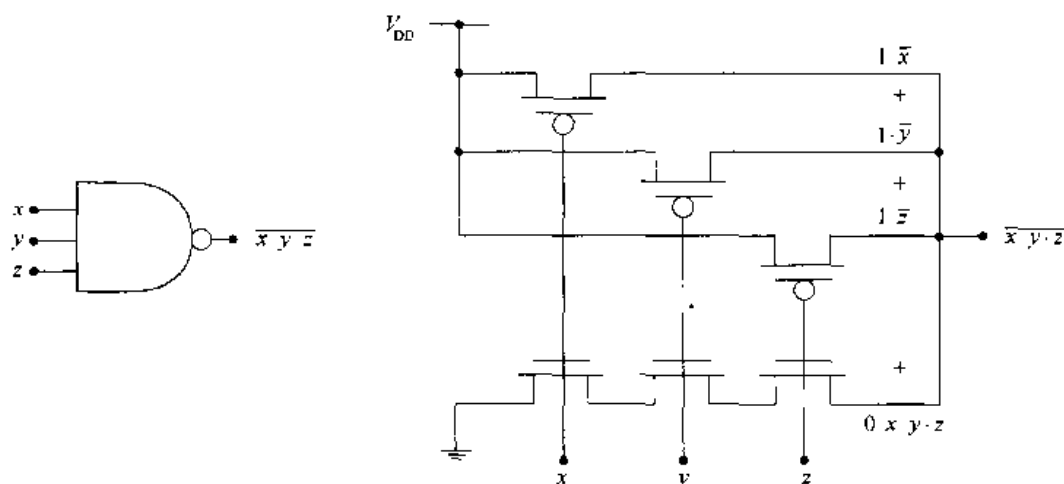 V_DD
1 x̅
+
1·y̅
+
1 z̅
x
y
z
x̅ y̅ z̅
x̅ y̅·z̅
+
0 x y·z
x
y
z